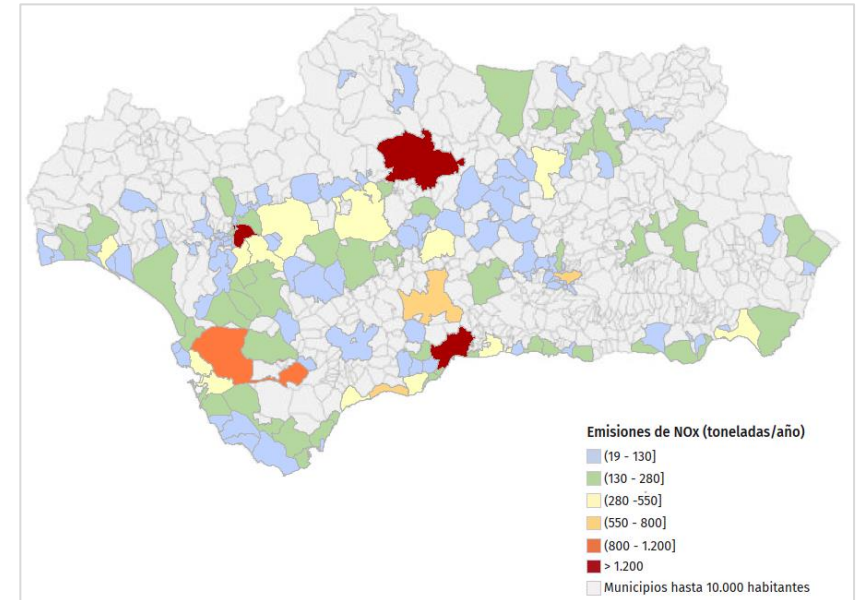 Emisiones de NOx (toneladas/año)
(19 - 130]
(130 - 280]
(280 -550]
(550 - 800]
(800 - 1.200]
> 1.200
Municipios hasta 10.000 habitantes